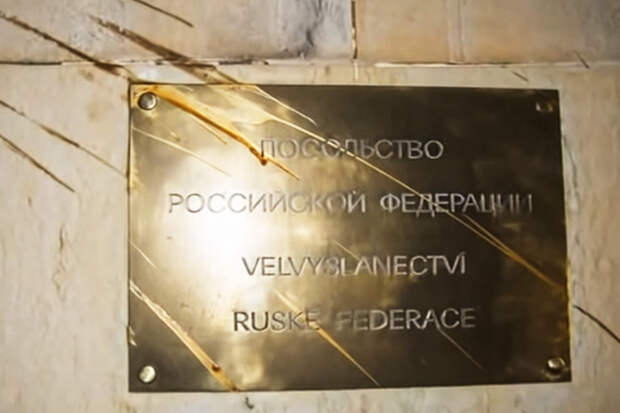 ПОСОЛЬСТВО
РОССИЙСКОЙ ФЕДЕРАЦИИ
VELVYSLANECTVÍ
RUSKÉ FEDERACE